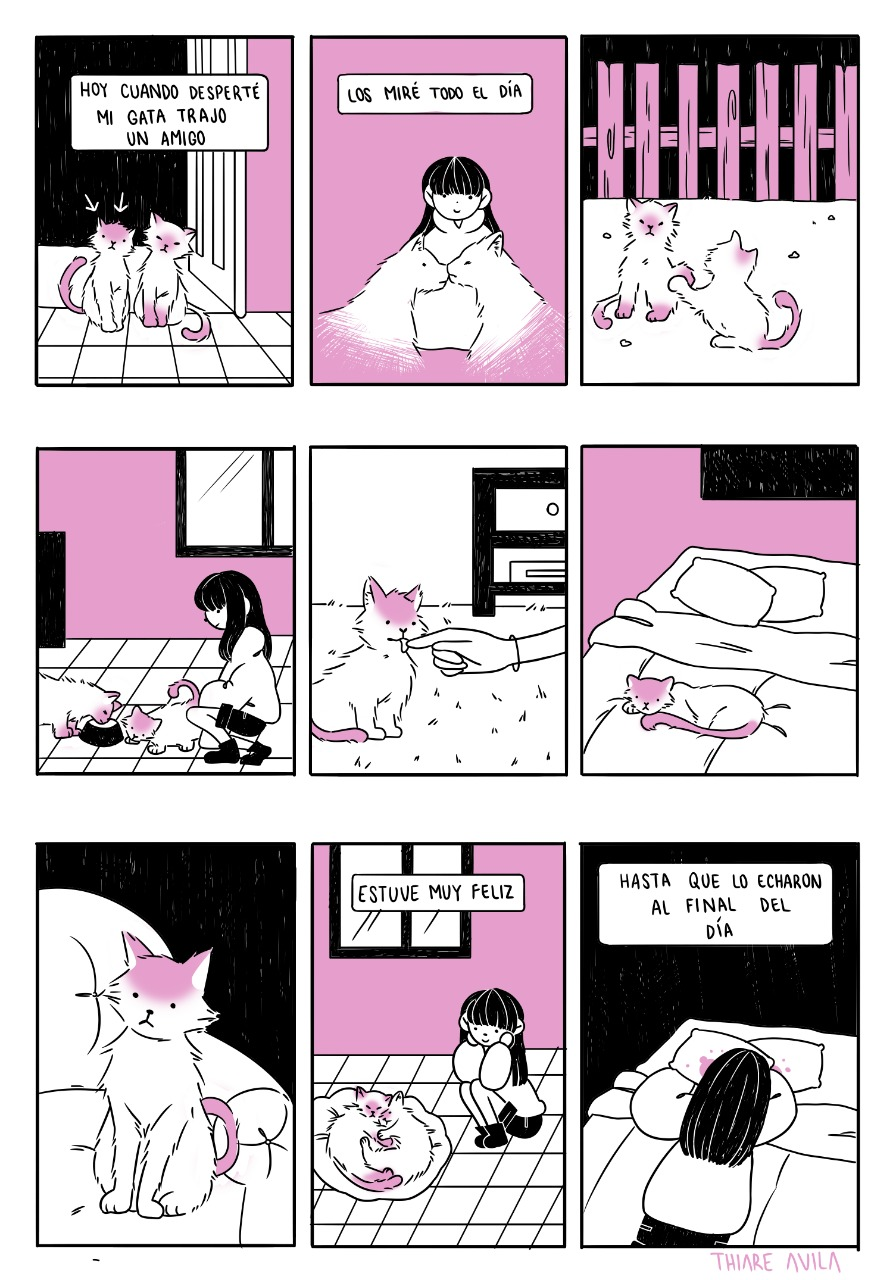 HOY CUANDO DESPERTÉ
MI GATA TRAJO
UN AMIGO
LOS MIRÉ TODO EL DÍA
ESTUVE MUY FELIZ
HASTA QUE LO ECHARON
AL FINAL DEL
DÍA
THIARE AVILA